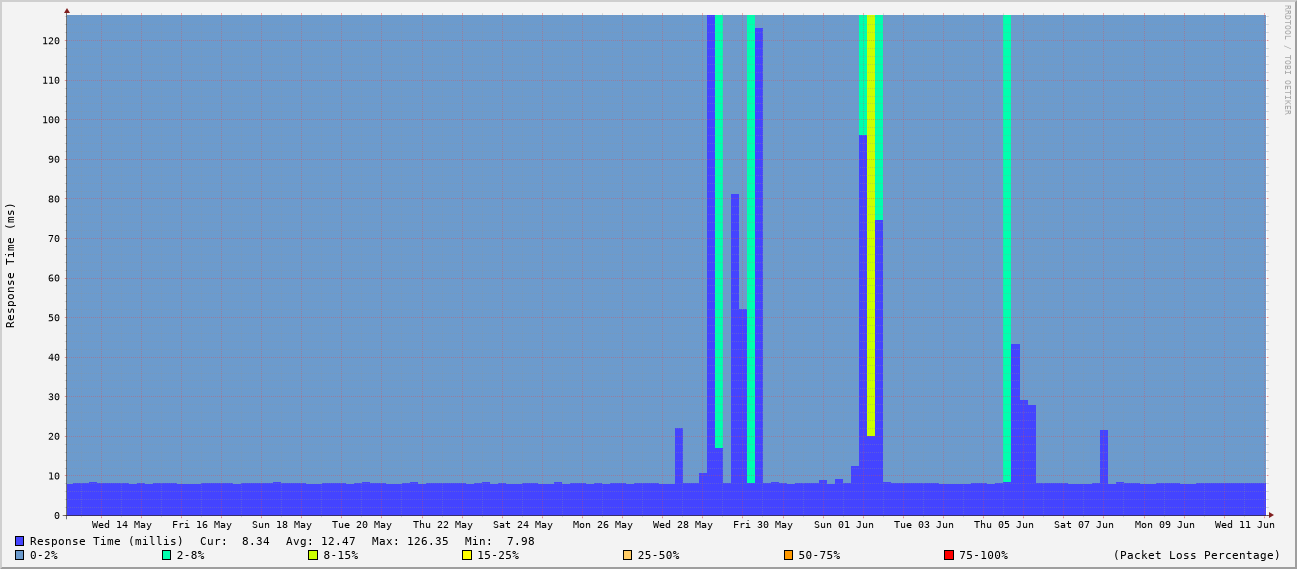 RRDTOOL / TOBI OETIKER
Response Time (ms)
120
110
100
90
80
70
60
50
40
30
20
10
0
Wed 14 May Fri 16 May Sun 18 May Tue 20 May Thu 22 May Sat 24 May Mon 26 May Wed 28 May Fri 30 May Sun 01 Jun Tue 03 Jun Thu 05 Jun Sat 07 Jun Mon 09 Jun Wed 11 Jun
Response Time (millis) Cur: 8.34 Avg: 12.47 Max: 126.35 Min: 7.98
0-2% 2-8% 8-15% 15-25% 25-50% 50-75% 75-100% (Packet Loss Percentage)